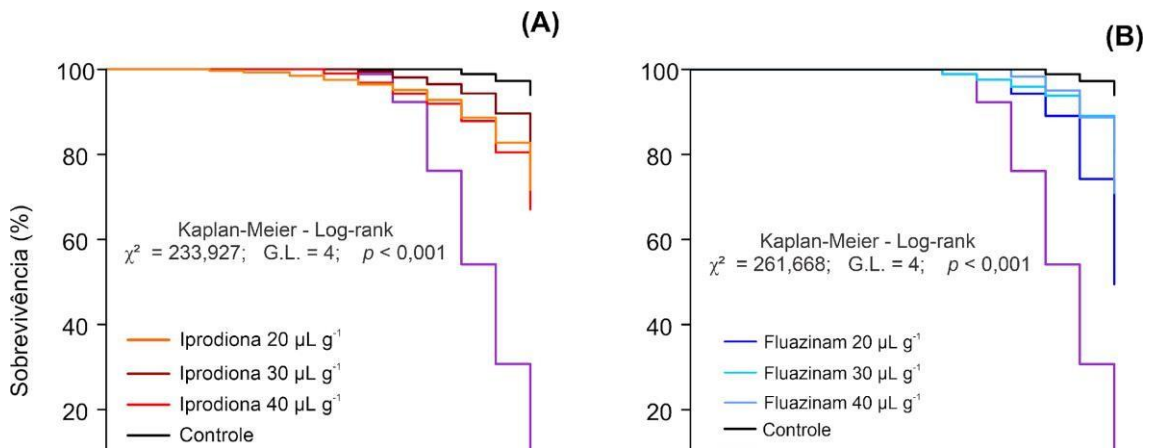 (A)
(B)
Sobrevivência (%)
100
80
60
40
20
Kaplan-Meier - Log-rank
χ² = 233,927; G.L. = 4; p < 0,001
Iprodiona 20 µL g⁻¹
Iprodiona 30 µL g⁻¹
Iprodiona 40 µL g⁻¹
Controle
100
80
60
40
20
Kaplan-Meier - Log-rank
χ² = 261,668; G.L. = 4; p < 0,001
Fluazinam 20 µL g⁻¹
Fluazinam 30 µL g⁻¹
Fluazinam 40 µL g⁻¹
Controle